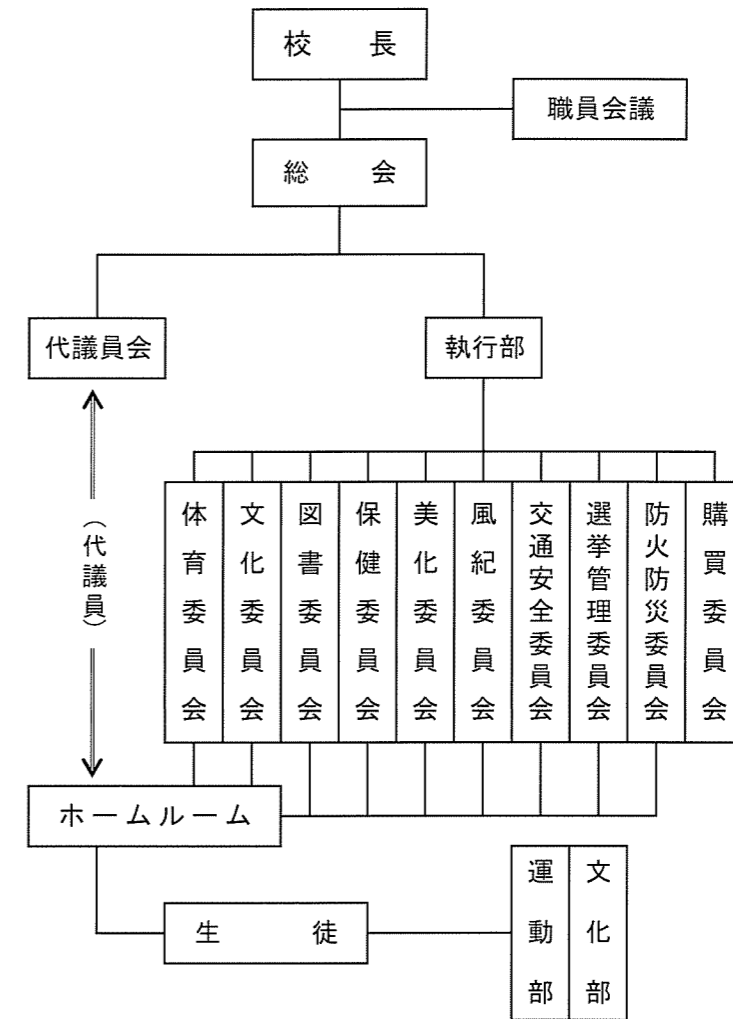 校長
職員会議
総会
代議員会
執行部
（代議員）
体育委員会
文化委員会
図書委員会
保健委員会
美化委員会
風紀委員会
交通安全委員会
選挙管理委員会
防火防災委員会
購買委員会
ホームルーム
生徒
運動部
文化部